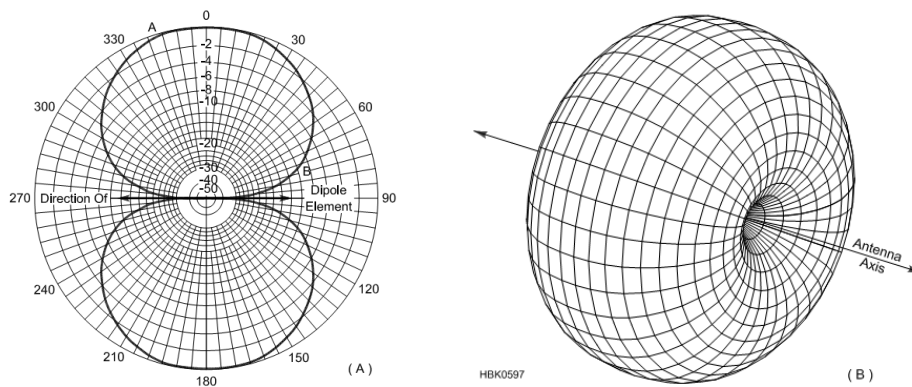 0
A
330
30
-2
-4
-6
300
-8
60
-10
-20
-30
B
-40
-50
Dipole
270
Direction Of
90
Element
240
120
210
150
180
( A )
Antenna
Axis
HBK0597
( B )